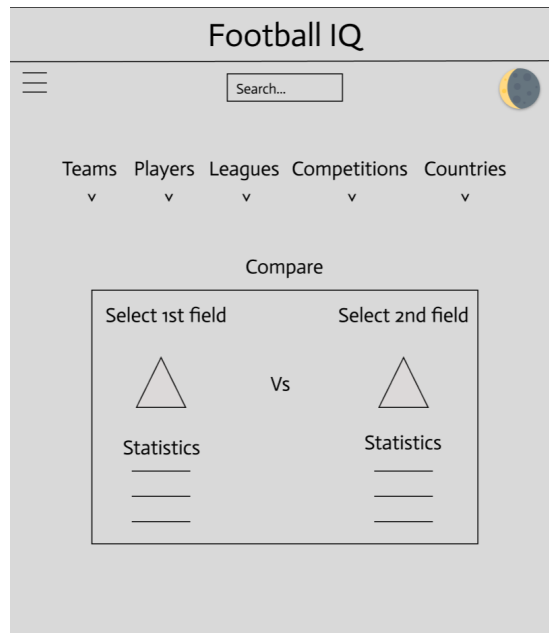 Football IQ
Search...
Teams Players Leagues Competitions Countries
Compare
Select 1st field Select 2nd field
Vs
Statistics Statistics